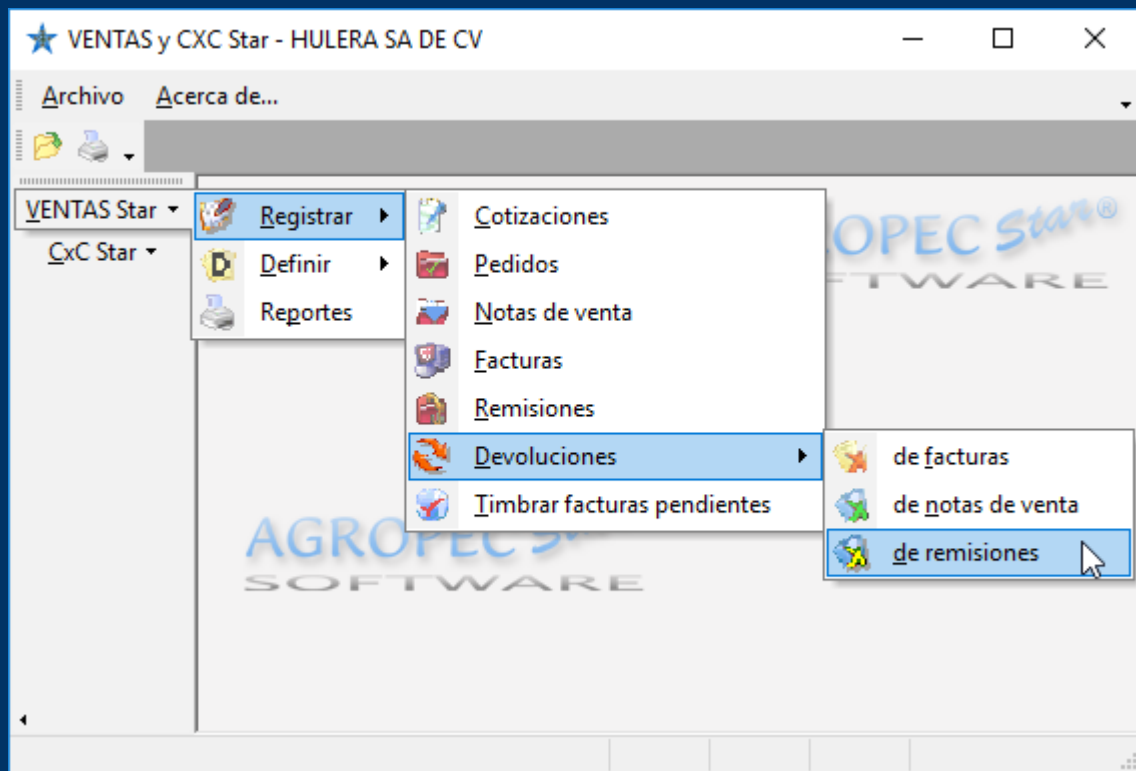 VENTAS y CXC Star - HULERA SA DE CV
Archivo Acerca de...
VENTAS Star
CxC Star
Registrar
Definir
Reportes
Cotizaciones
Pedidos
Notas de venta
Facturas
Remisiones
Devoluciones
Timbrar facturas pendientes
de facturas
de notas de venta
de remisiones
OPEC Star®
WARE
AGROPEC
SOFTWARE